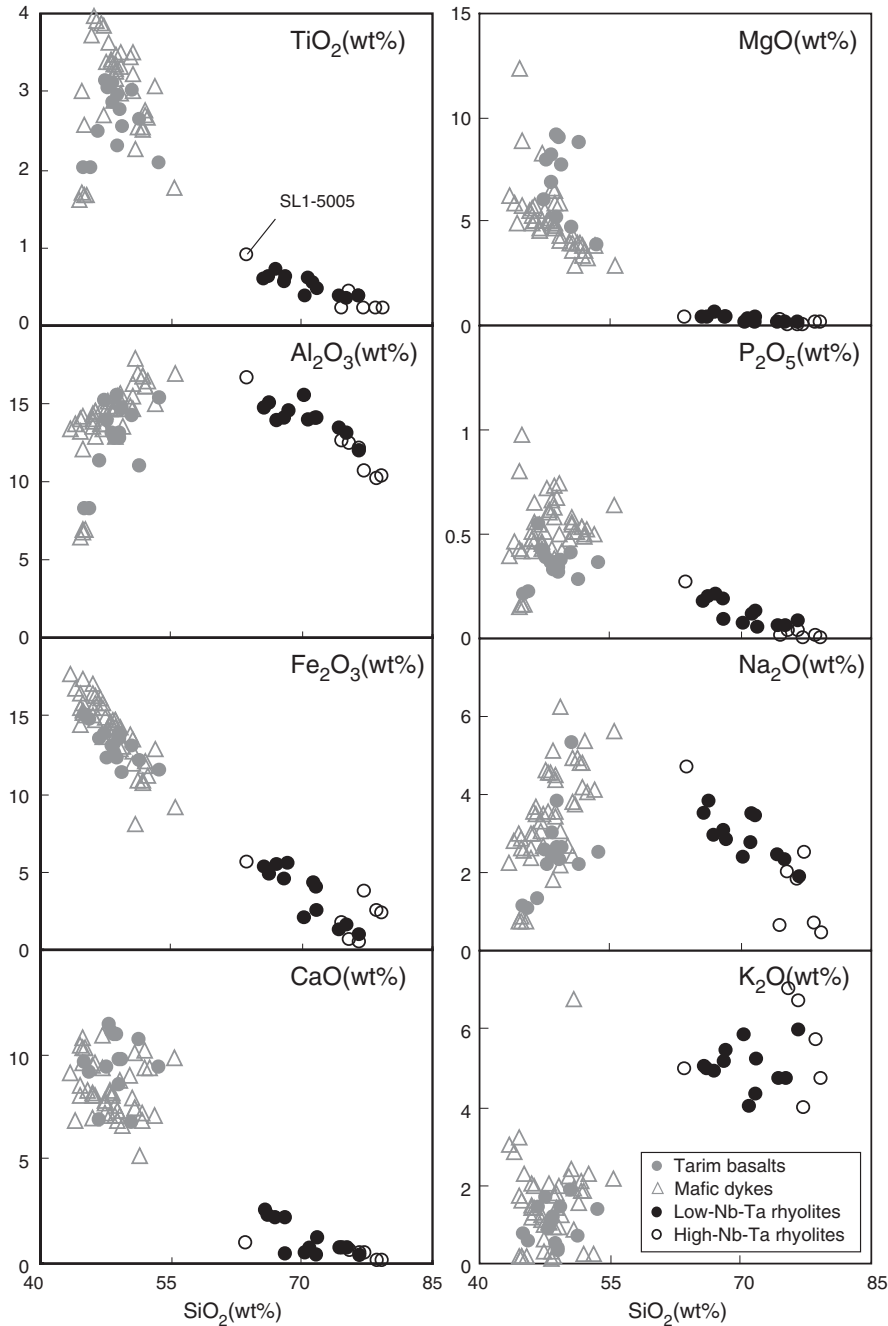 TiO2(wt%)
4
3
2
1
0
SL1-5005
MgO(wt%)
15
10
5
0
Al2O3(wt%)
15
10
5
0
P2O5(wt%)
1
0.5
0
Fe2O3(wt%)
15
10
5
0
Na2O(wt%)
6
4
2
0
CaO(wt%)
10
5
0
40
55
70
85
SiO2(wt%)
K2O(wt%)
6
4
2
0
Tarim basalts
Mafic dykes
Low-Nb-Ta rhyolites
High-Nb-Ta rhyolites
40
55
70
85
SiO2(wt%)